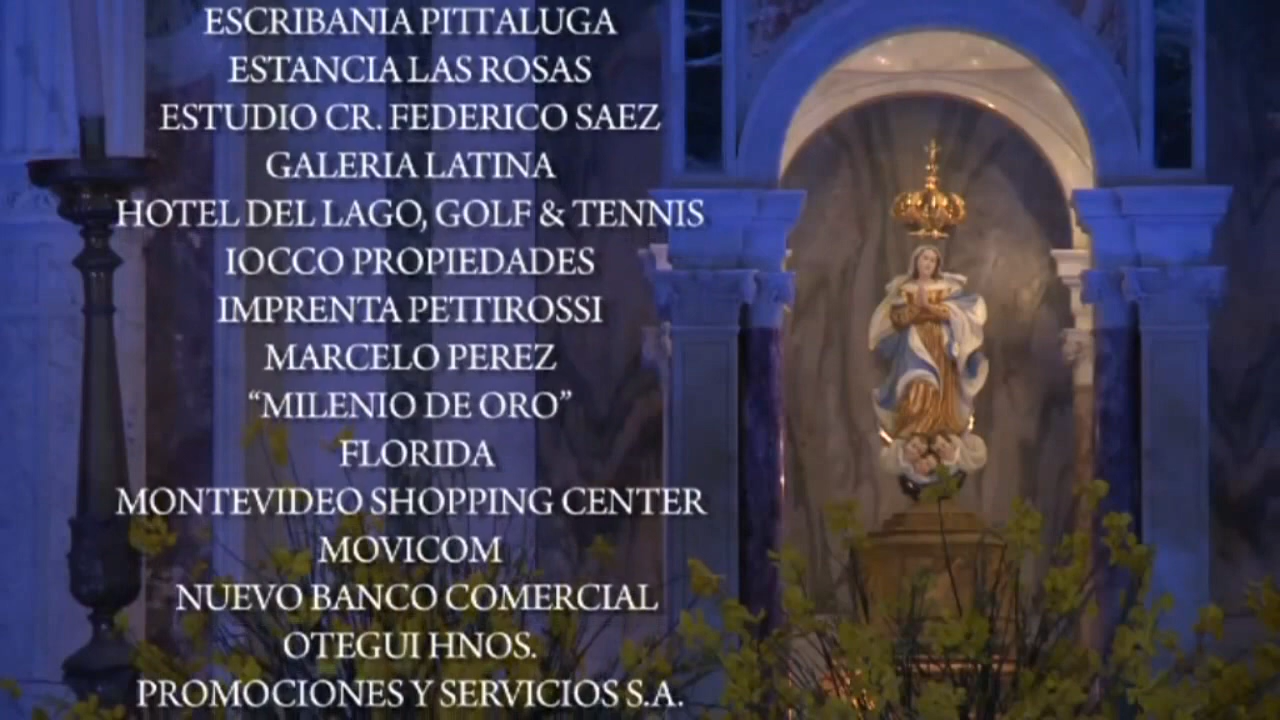 ESCRIBANIA PITTALUGA
ESTANCIA LAS ROSAS
ESTUDIO CR. FEDERICO SAEZ
GALERIA LATINA
HOTEL DEL LAGO, GOLF & TENNIS
IOCCO PROPIEDADES
IMPRENTA PETTIROSSI
MARCELO PEREZ
“MILENIO DE ORO”
FLORIDA
MONTEVIDEO SHOPPING CENTER
MOVICOM
NUEVO BANCO COMERCIAL
OTEGUI HNOS.
PROMOCIONES Y SERVICIOS S.A.